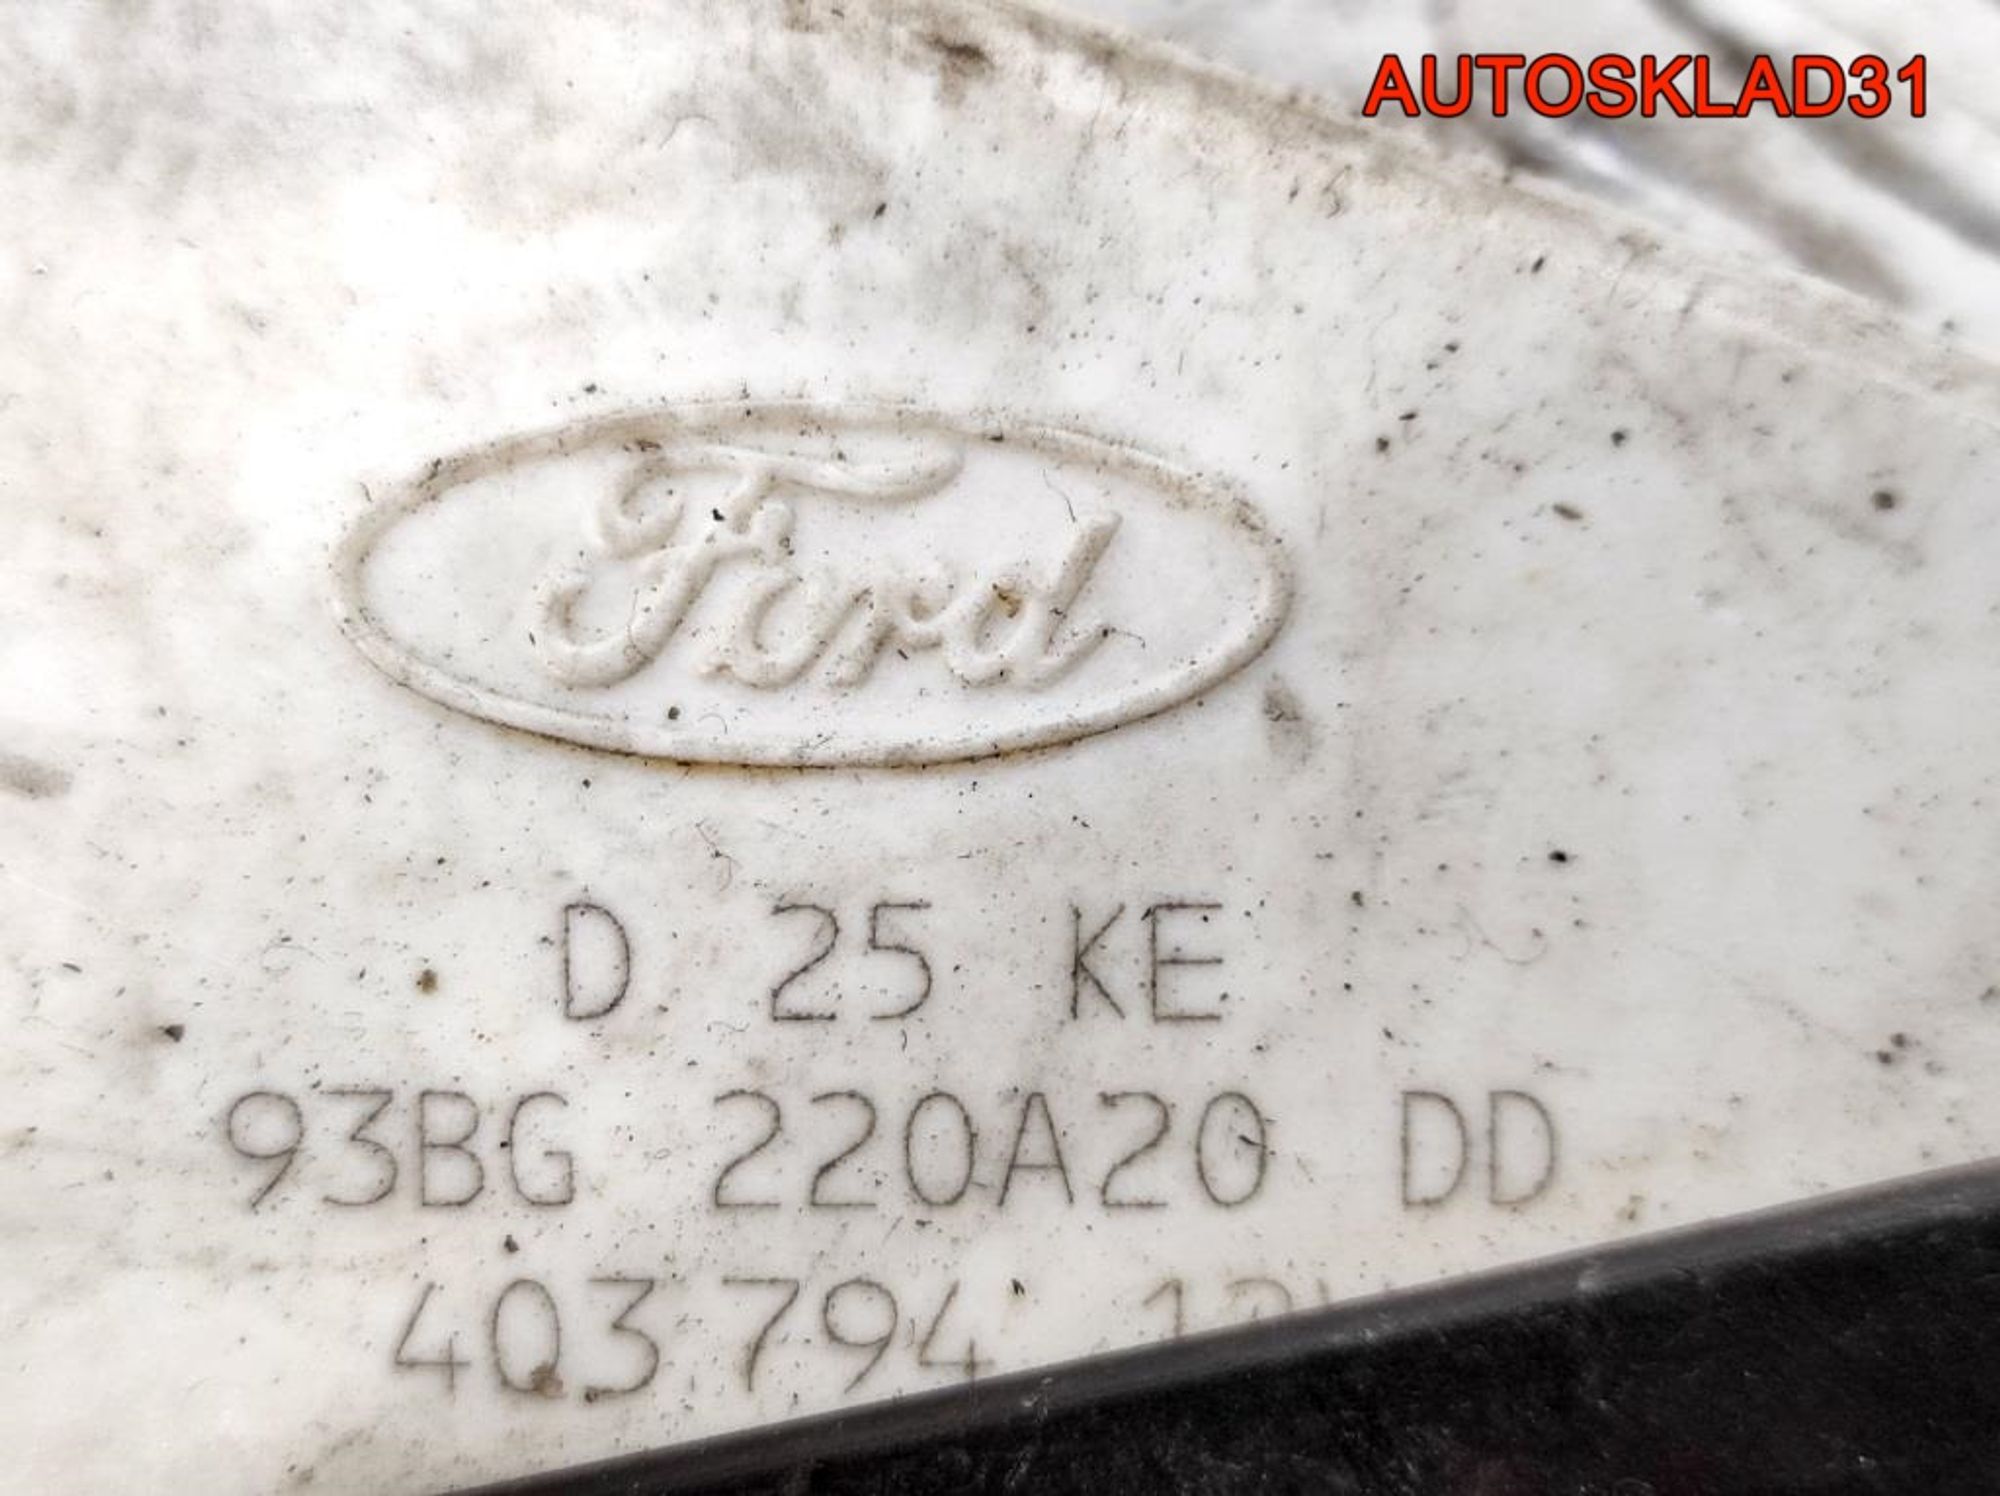 AUTOSKLAD31
Ford
D 25 KE
93BG 220A20 DD
403794